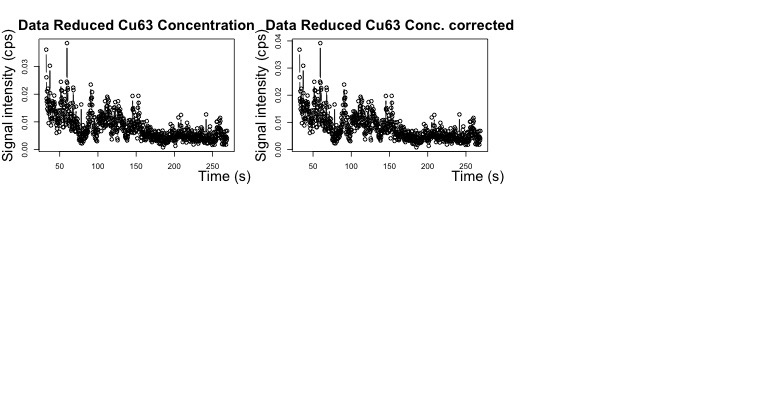 Data Reduced Cu63 Concentration
Signal intensity (cps)
0.00 0.01 0.02 0.03
50 100 150 200 250
Time (s)
Data Reduced Cu63 Conc. corrected
Signal intensity (cps)
0.00 0.01 0.02 0.03 0.04
50 100 150 200 250
Time (s)